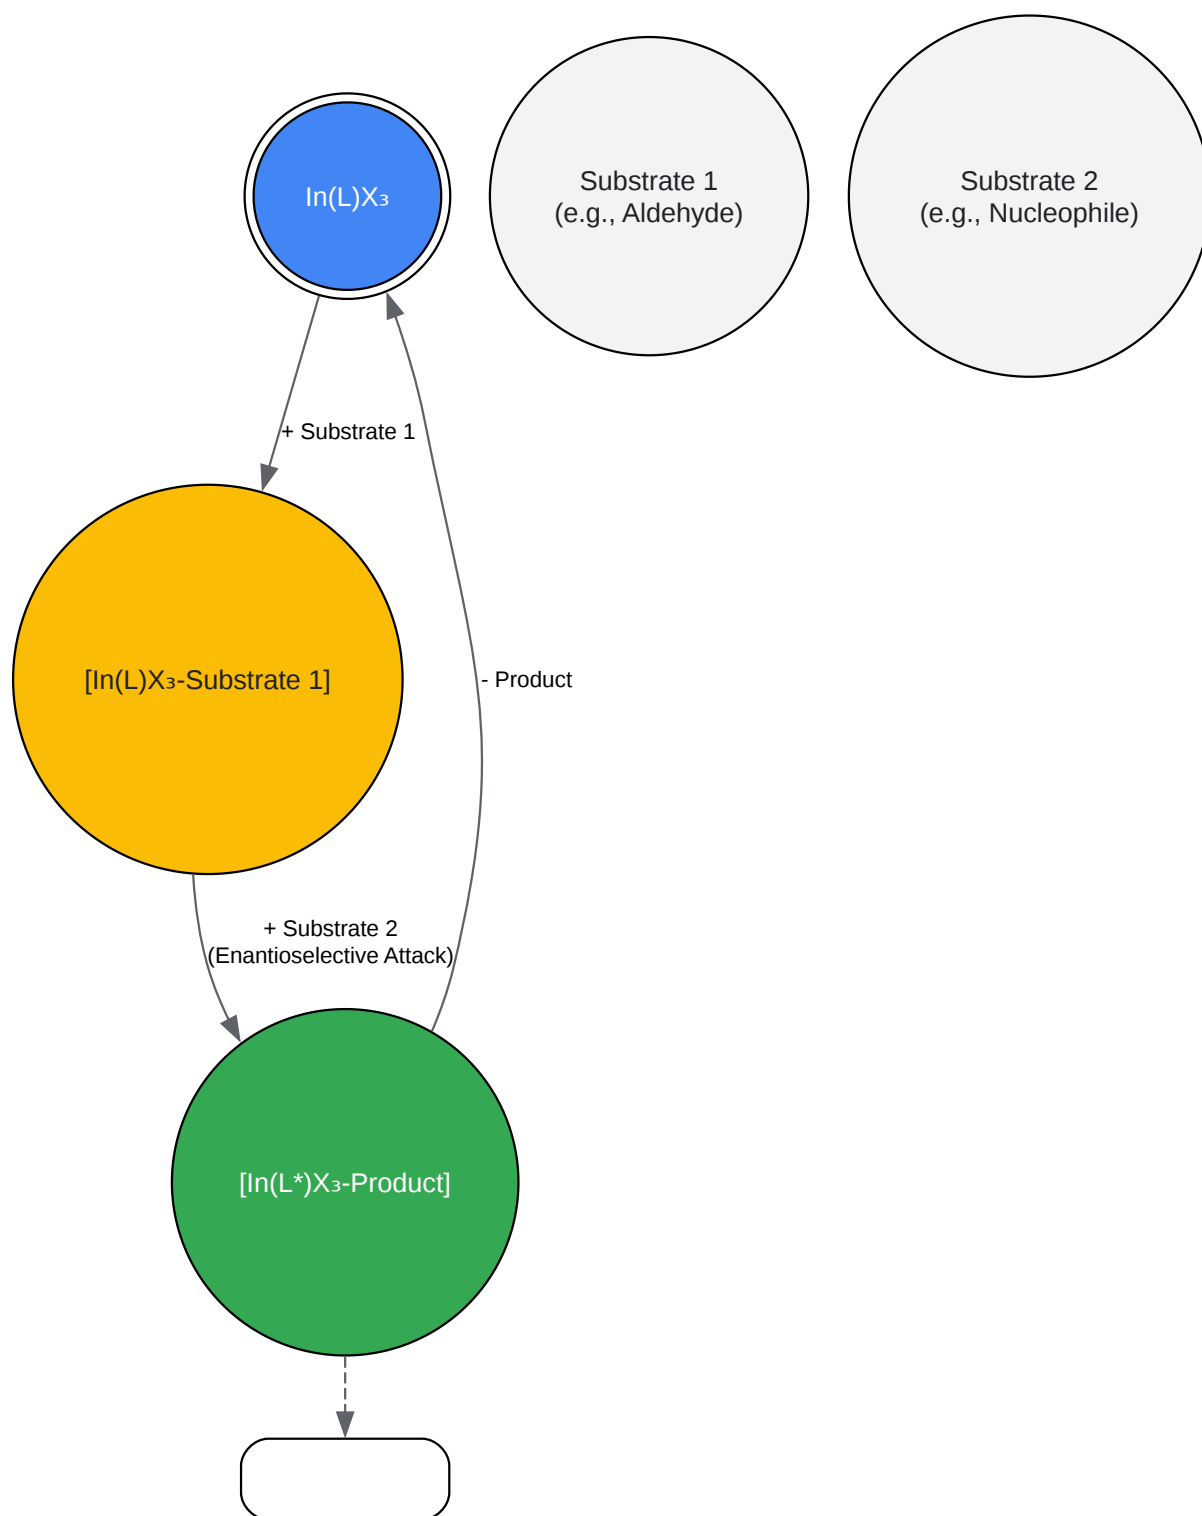 In(L)X₃
Substrate 1
(e.g., Aldehyde)
Substrate 2
(e.g., Nucleophile)
+ Substrate 1
[In(L)X₃-Substrate 1]
- Product
+ Substrate 2
(Enantioselective Attack)
[In(L*)X₃-Product]